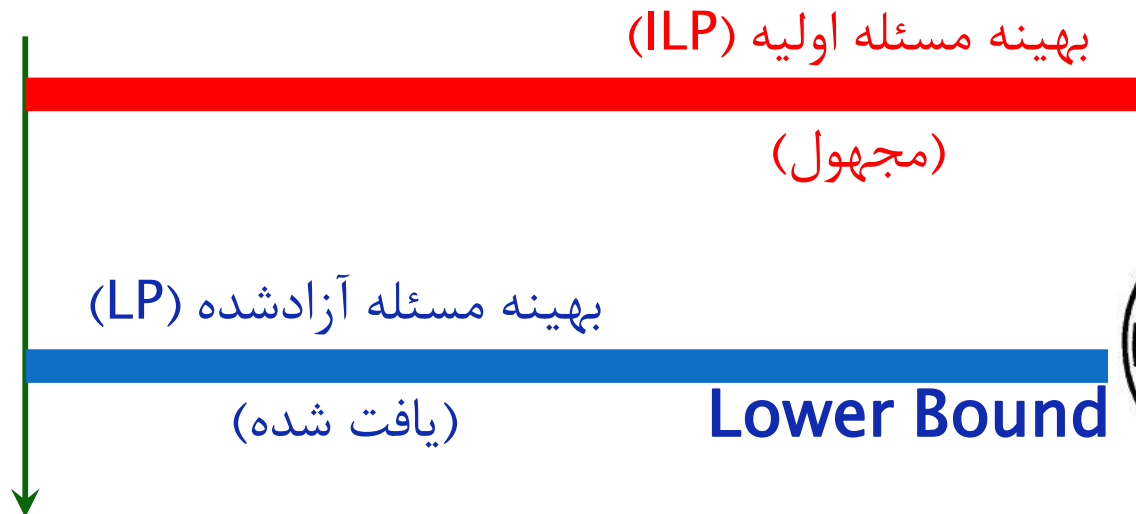 بهینه مسئله اولیه (ILP)
(مجهول)
بهینه مسئله آزادشده (LP)
(یافت شده)
Lower Bound